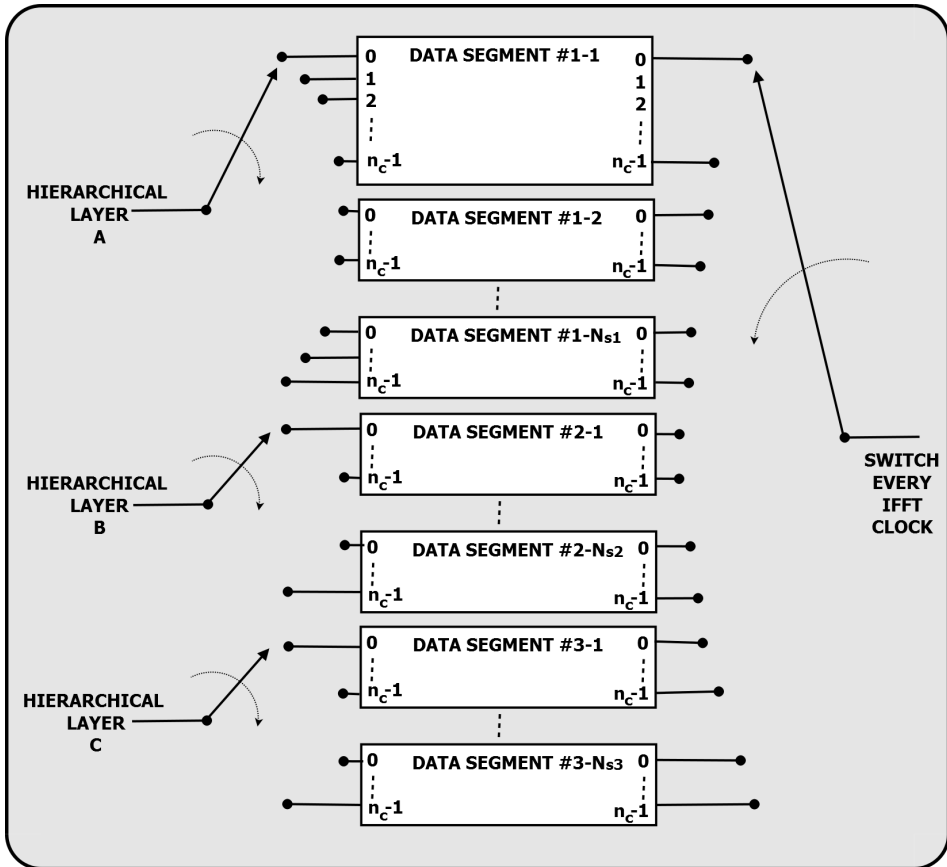 0 DATA SEGMENT #1-1 0
1 1
2 2
nc-1 nc-1
HIERARCHICAL
LAYER
A
0 DATA SEGMENT #1-2 0
nc-1 nc-1
0 DATA SEGMENT #1-Ns1 0
nc-1 nc-1
0 DATA SEGMENT #2-1 0
nc-1 nc-1
HIERARCHICAL
LAYER
B
SWITCH
EVERY
IFFT
CLOCK
0 DATA SEGMENT #2-Ns2 0
nc-1 nc-1
0 DATA SEGMENT #3-1 0
nc-1 nc-1
HIERARCHICAL
LAYER
C
0 DATA SEGMENT #3-Ns3 0
nc-1 nc-1